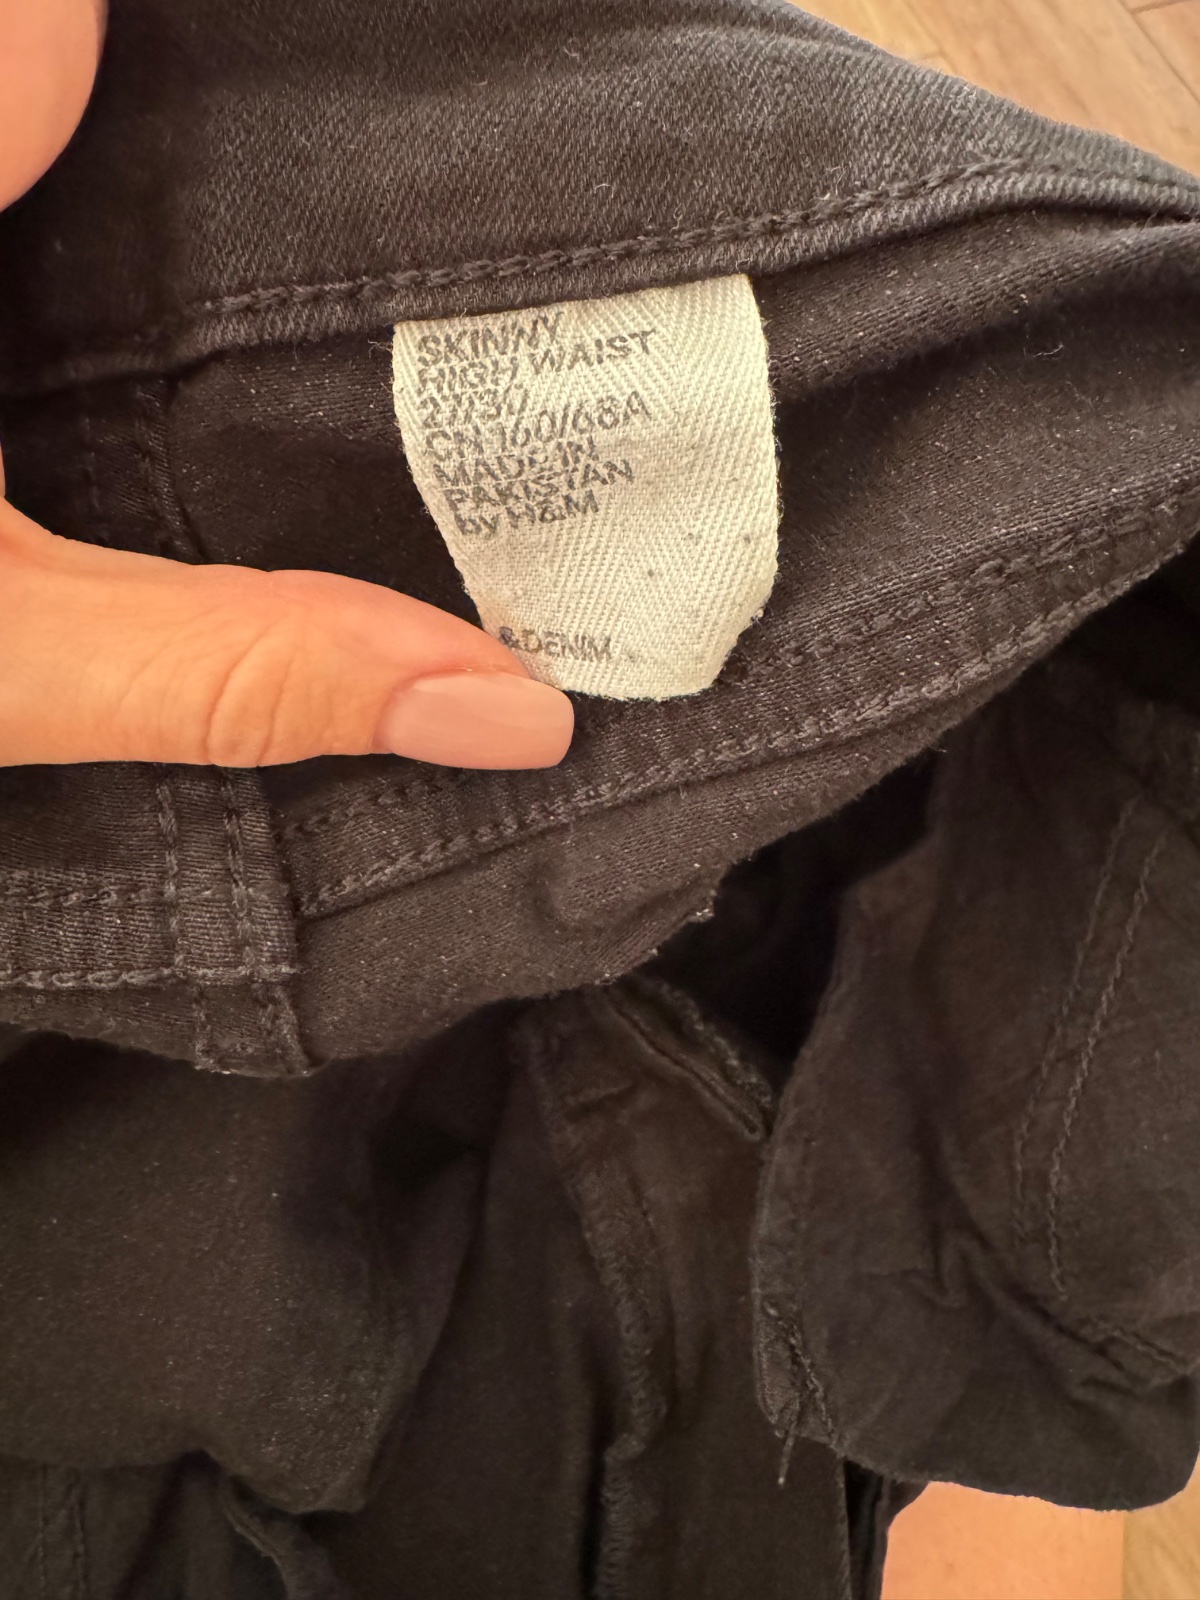 SKINNY
HIGH WAIST
27/30
CN 160/68A
MADE IN
PAKISTAN
by H&M
&DENIM